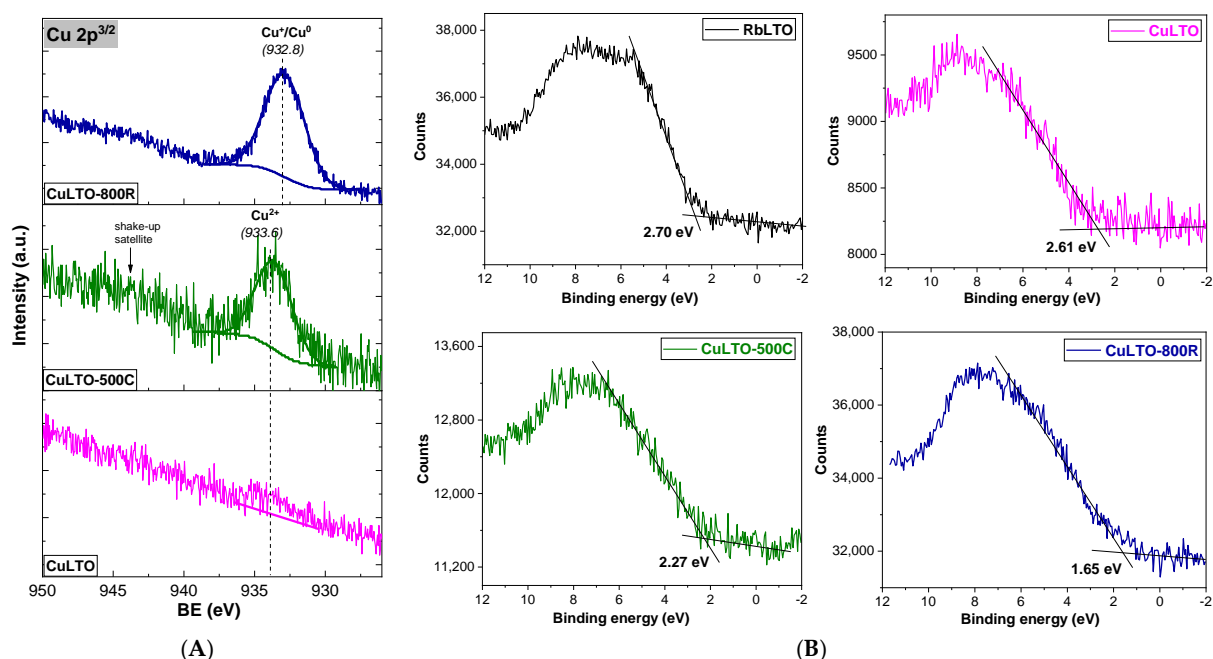 Cu 2p3/2
Cu+/Cu0
(932.8)
CuLTO-800R
Cu2+
(933.6)
shake-up
satellite
CuLTO-500C
CuLTO
Intensity (a.u.)
950 945 940 935 930
BE (eV)
(A)
RbLTO
38,000
36,000
34,000
32,000
Counts
2.70 eV
12 10 8 6 4 2 0 -2
Binding energy (eV)
CuLTO
9500
9000
8500
8000
Counts
2.61 eV
12 10 8 6 4 2 0 -2
Binding energy (eV)
CuLTO-500C
13,600
12,800
12,000
11,200
Counts
2.27 eV
12 10 8 6 4 2 0 -2
Binding energy (eV)
CuLTO-800R
38,000
36,000
34,000
32,000
Counts
1.65 eV
12 10 8 6 4 2 0 -2
Binding energy (eV)
(B)